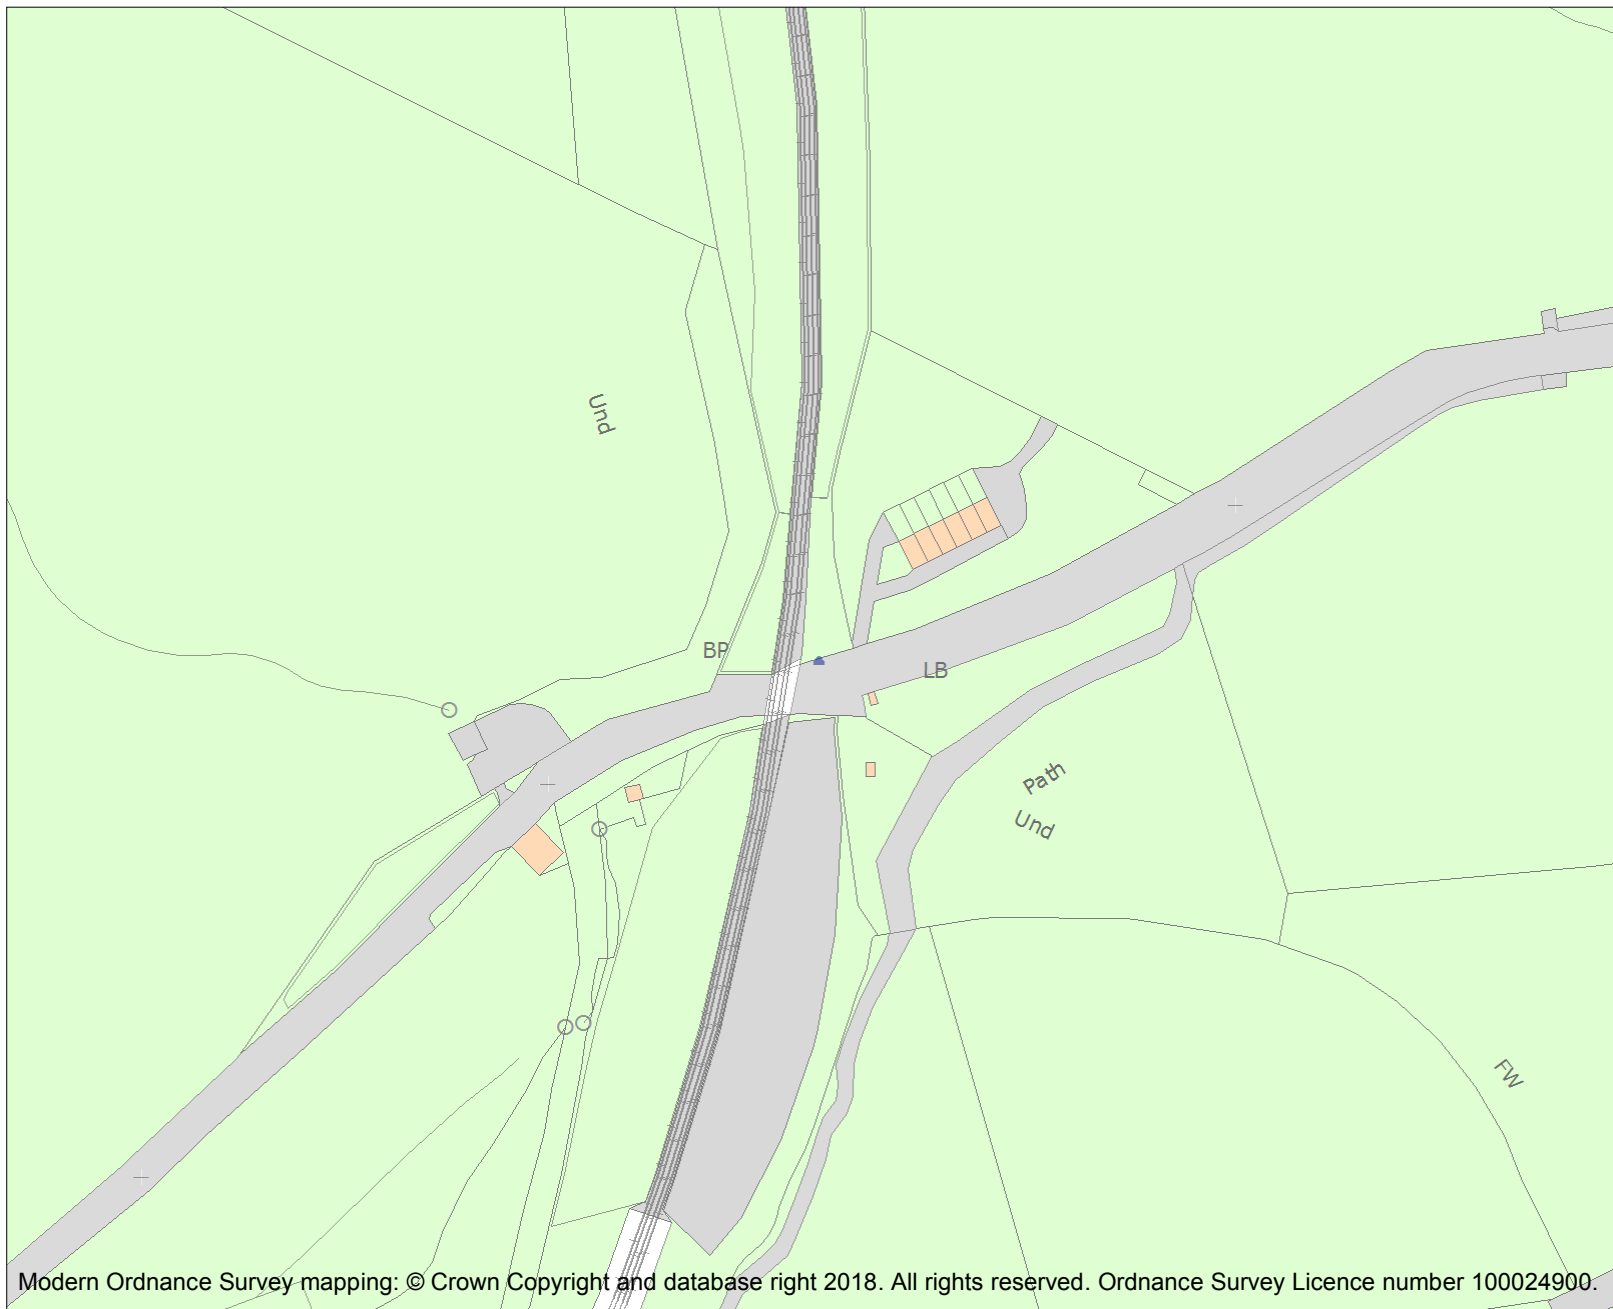 Und
BP
LB
Path
Und
FW
Modern Ordnance Survey mapping: © Crown Copyright and database right 2018. All rights reserved. Ordnance Survey Licence number 100024900.